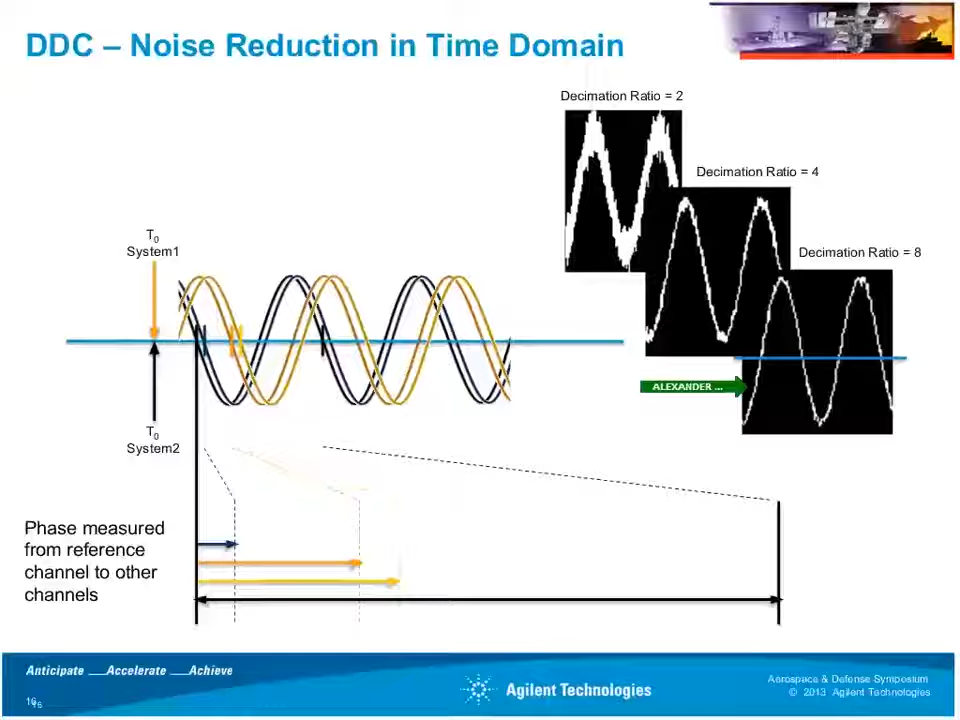 DDC – Noise Reduction in Time Domain
Decimation Ratio = 2
Decimation Ratio = 4
Decimation Ratio = 8
T0
System1
ALEXANDER ...
T0
System2
Phase measured
from reference
channel to other
channels
Anticipate ___Accelerate ___Achieve
Agilent Technologies
Aerospace & Defense Symposium
© 2013 Agilent Technologies
16